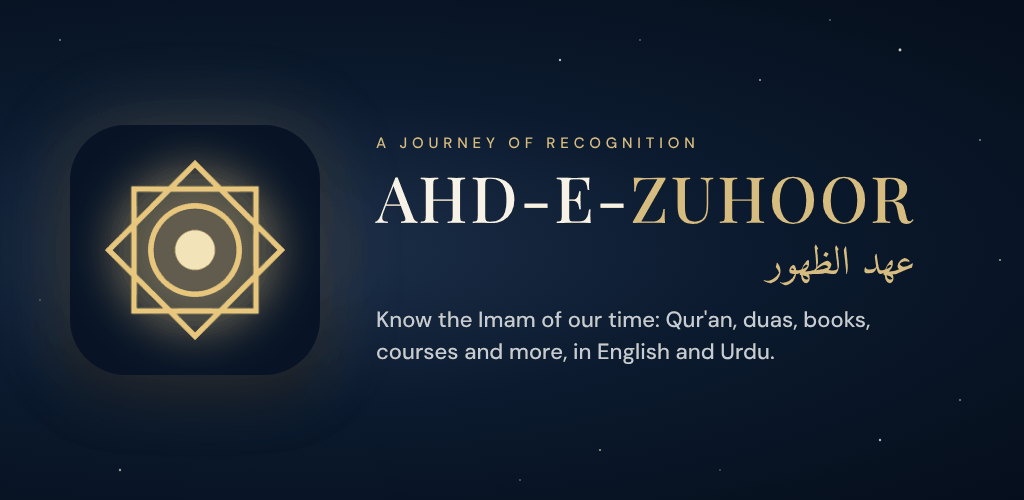 A JOURNEY OF RECOGNITION
AHD-E-ZUHOOR
عهد الظهور
Know the Imam of our time: Qur'an, duas, books,
courses and more, in English and Urdu.